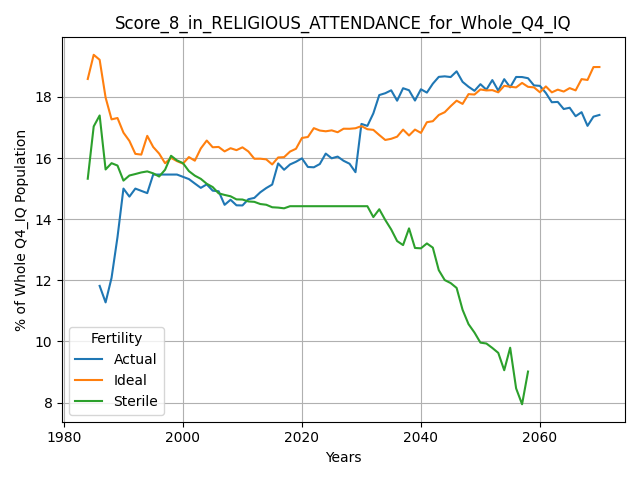 Score_8_in_RELIGIOUS_ATTENDANCE_for_Whole_Q4_IQ
% of Whole Q4_IQ Population
18
16
14
12
10
8
Fertility
Actual
Ideal
Sterile
1980 2000 2020 2040 2060
Years